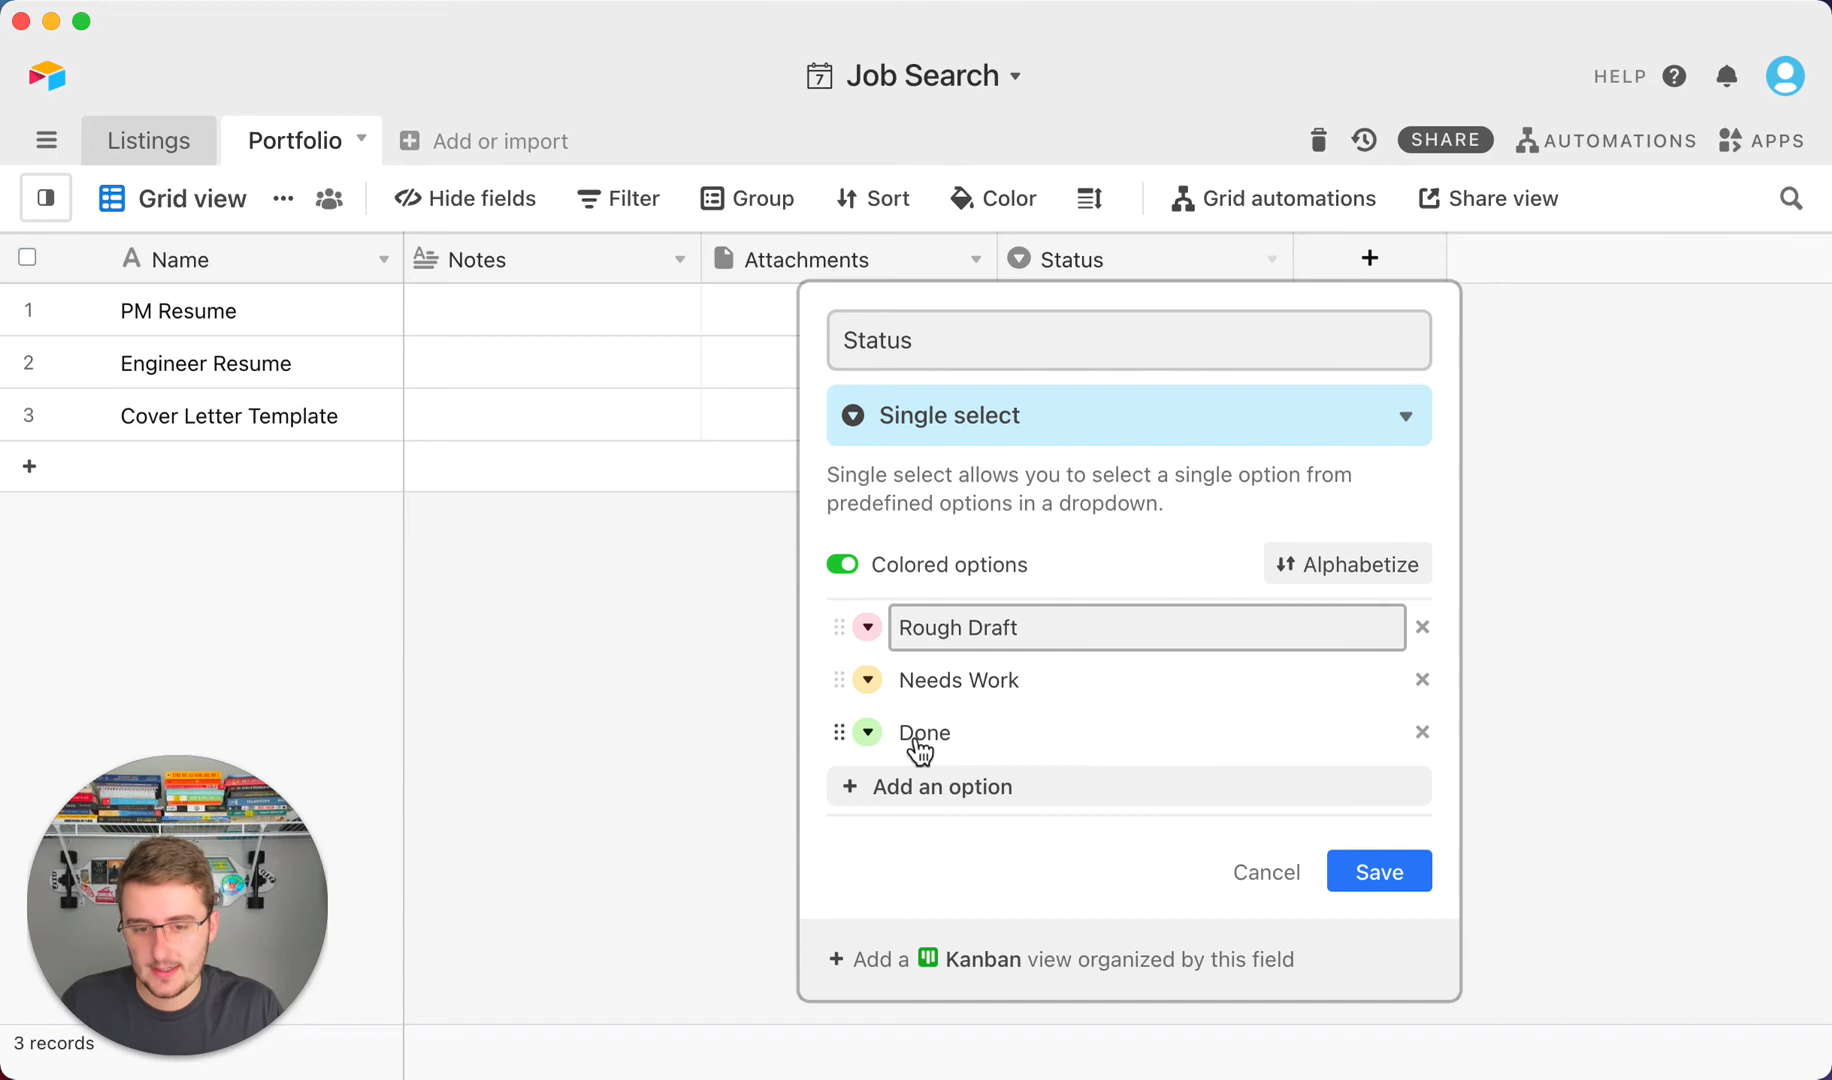 7 Job Search
HELP ?
Listings
Portfolio
Add or import
SHARE
AUTOMATIONS
APPS
Grid view
Hide fields
Filter
Group
Sort
Color
Grid automations
Share view
A Name
A Notes
Attachments
Status
+
1 PM Resume
2 Engineer Resume
3 Cover Letter Template
+
Status
Single select
Single select allows you to select a single option from
predefined options in a dropdown.
Colored options
Alphabetize
Rough Draft
Needs Work
Done
+ Add an option
Cancel
Save
+ Add a Kanban view organized by this field
3 records